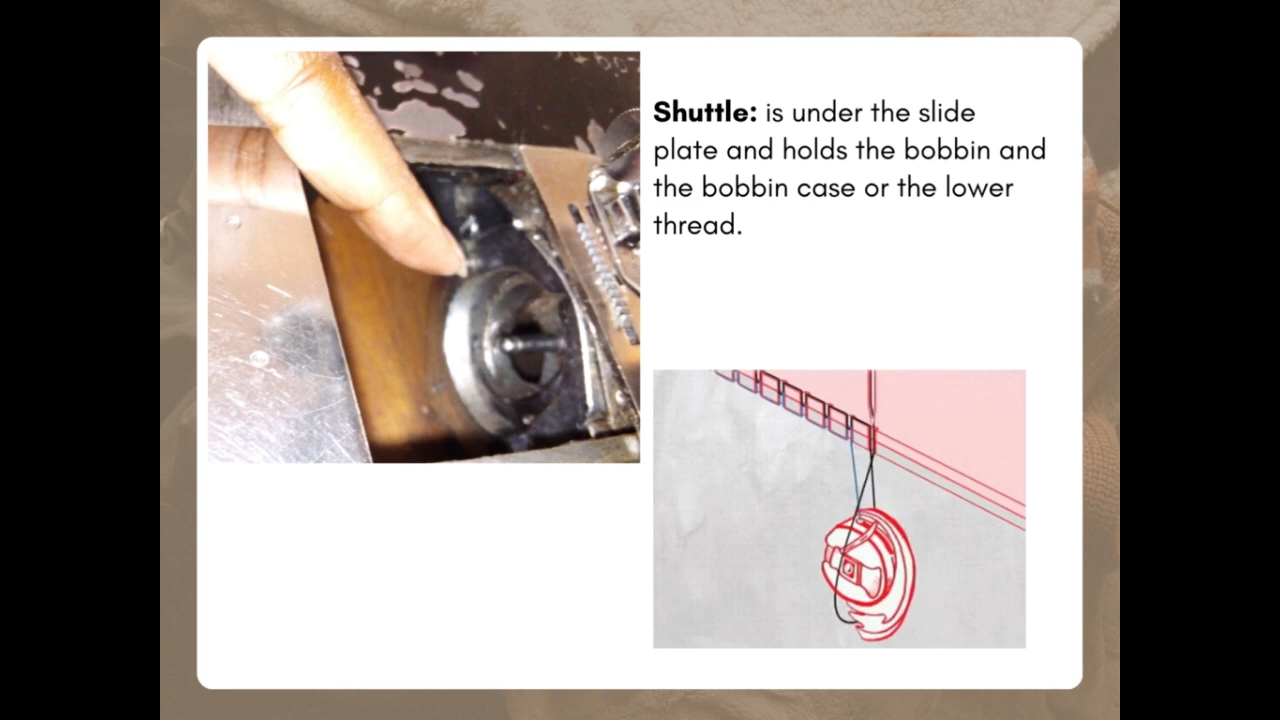 Shuttle: is under the slide
plate and holds the bobbin and
the bobbin case or the lower
thread.